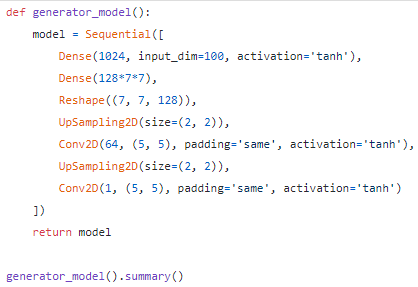 def generator_model():
    model = Sequential([
        Dense(1024, input_dim=100, activation='tanh'),
        Dense(128*7*7),
        Reshape((7, 7, 128)),
        UpSampling2D(size=(2, 2)),
        Conv2D(64, (5, 5), padding='same', activation='tanh'),
        UpSampling2D(size=(2, 2)),
        Conv2D(1, (5, 5), padding='same', activation='tanh')
    ])
    return model
generator_model().summary()